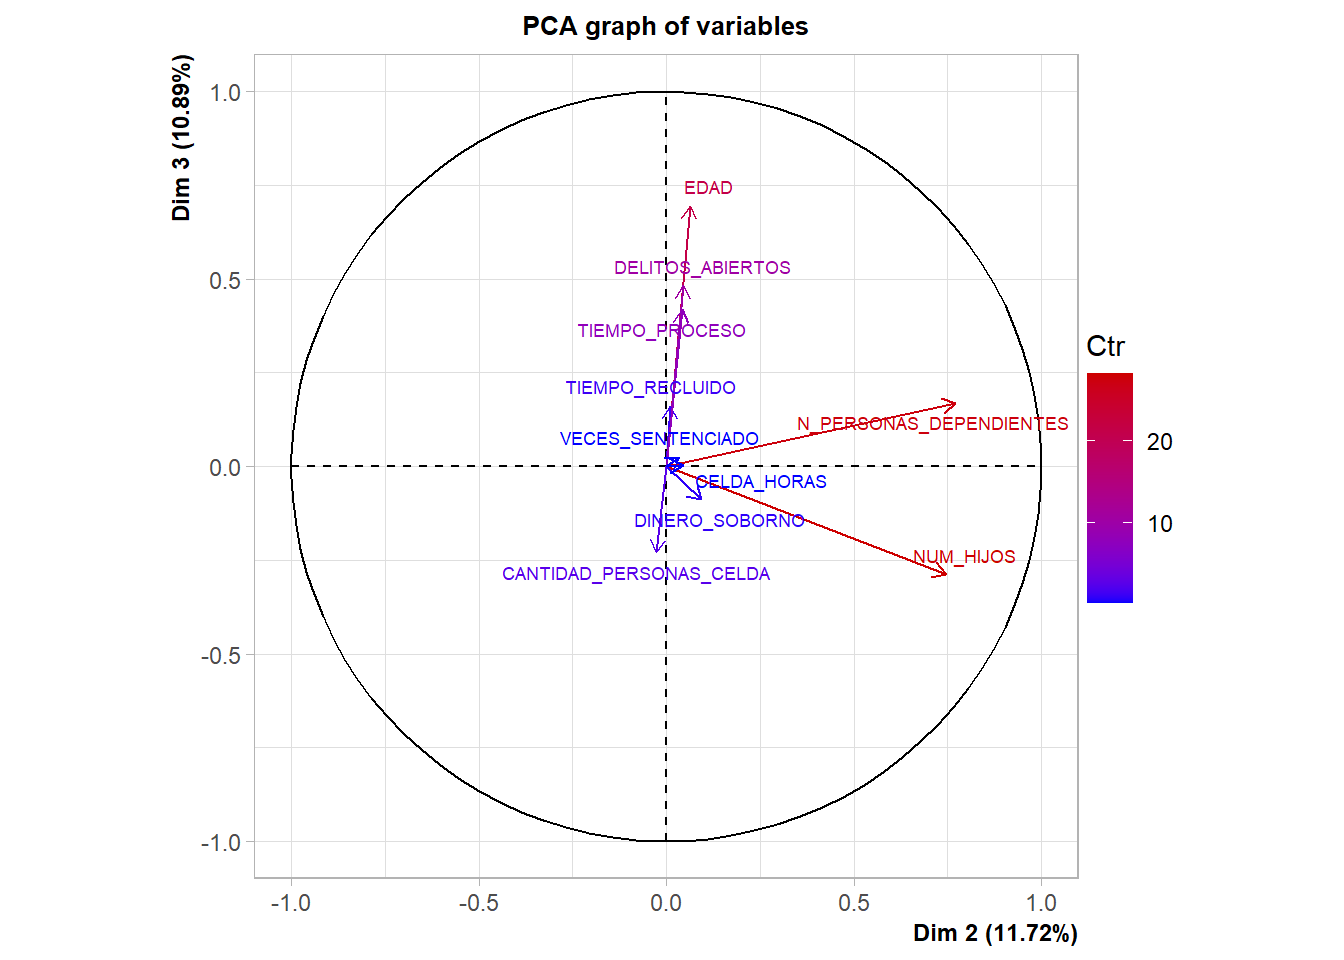 PCA graph of variables
Dim 3 (10.89%)
1.0
0.5
0.0
-0.5
-1.0
EDAD
DELITOS_ABIERTOS
TIEMPO_PROCESO
TIEMPO_RECLUIDO
N_PERSONAS_DEPENDIENTES
VECES_SENTENCIADO
CELDA_HORAS
DINERO_SOBORNO
NUM_HIJOS
CANTIDAD_PERSONAS_CELDA
-1.0 -0.5 0.0 0.5 1.0
Dim 2 (11.72%)
Ctr
20
10